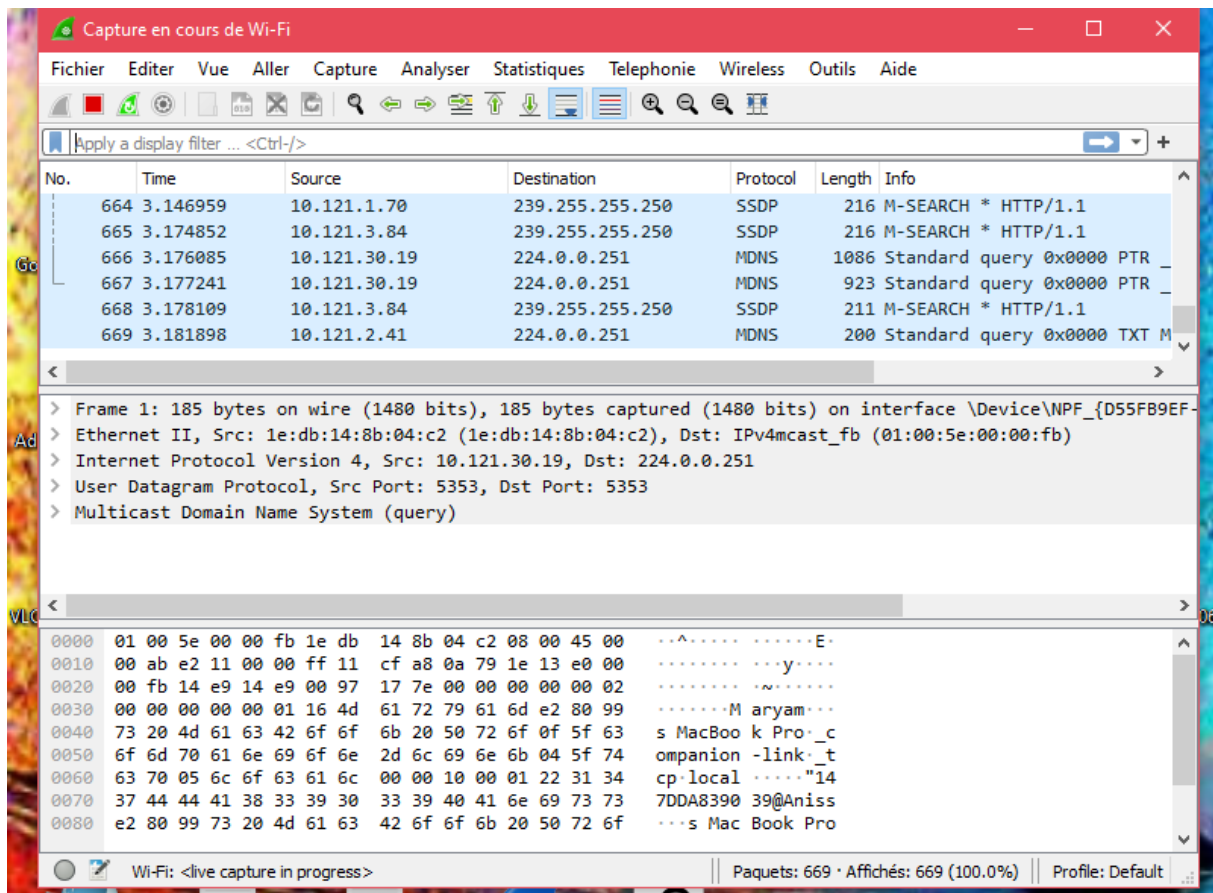 Capture en cours de Wi-Fi
Fichier Editer Vue Aller Capture Analyser Statistiques Telephonie Wireless Outils Aide
Apply a display filter ... <Ctrl-/>
No. Time Source Destination Protocol Length Info
664 3.146959 10.121.1.70 239.255.255.250 SSDP 216 M-SEARCH * HTTP/1.1
665 3.174852 10.121.3.84 239.255.255.250 SSDP 216 M-SEARCH * HTTP/1.1
666 3.176085 10.121.30.19 224.0.0.251 MDNS 1086 Standard query 0x0000 PTR _
667 3.177241 10.121.30.19 224.0.0.251 MDNS 923 Standard query 0x0000 PTR _
668 3.178109 10.121.3.84 239.255.255.250 SSDP 211 M-SEARCH * HTTP/1.1
669 3.181898 10.121.2.41 224.0.0.251 MDNS 200 Standard query 0x0000 TXT M
Go
Ad
VLC
> Frame 1: 185 bytes on wire (1480 bits), 185 bytes captured (1480 bits) on interface \Device\NPF_{D55FB9EF-
> Ethernet II, Src: 1e:db:14:8b:04:c2 (1e:db:14:8b:04:c2), Dst: IPv4mcast_fb (01:00:5e:00:00:fb)
> Internet Protocol Version 4, Src: 10.121.30.19, Dst: 224.0.0.251
> User Datagram Protocol, Src Port: 5353, Dst Port: 5353
> Multicast Domain Name System (query)
0000 01 00 5e 00 00 fb 1e db 14 8b 04 c2 08 00 45 00 ··^····· ······E·
0010 00 ab e2 11 00 00 ff 11 cf a8 0a 79 1e 13 e0 00 ········ ···y····
0020 00 fb 14 e9 14 e9 00 97 17 7e 00 00 00 00 00 02 ········ ·~······
0030 00 00 00 00 00 01 16 4d 61 72 79 61 6d e2 80 99 ·······M aryam···
0040 73 20 4d 61 63 42 6f 6f 6b 20 50 72 6f 0f 5f 63 s MacBoo k Pro·_c
0050 6f 6d 70 61 6e 69 6f 6e 2d 6c 69 6e 6b 04 5f 74 ompanion -link·_t
0060 63 70 05 6c 6f 63 61 6c 00 00 10 00 01 22 31 34 cp·local ·····"14
0070 37 44 44 41 38 33 39 30 33 39 40 41 6e 69 73 73 7DDA8390 39@Aniss
0080 e2 80 99 73 20 4d 61 63 42 6f 6f 6b 20 50 72 6f ···s Mac Book Pro
Wi-Fi: <live capture in progress> Paquets: 669 · Affichés: 669 (100.0%) Profile: Default